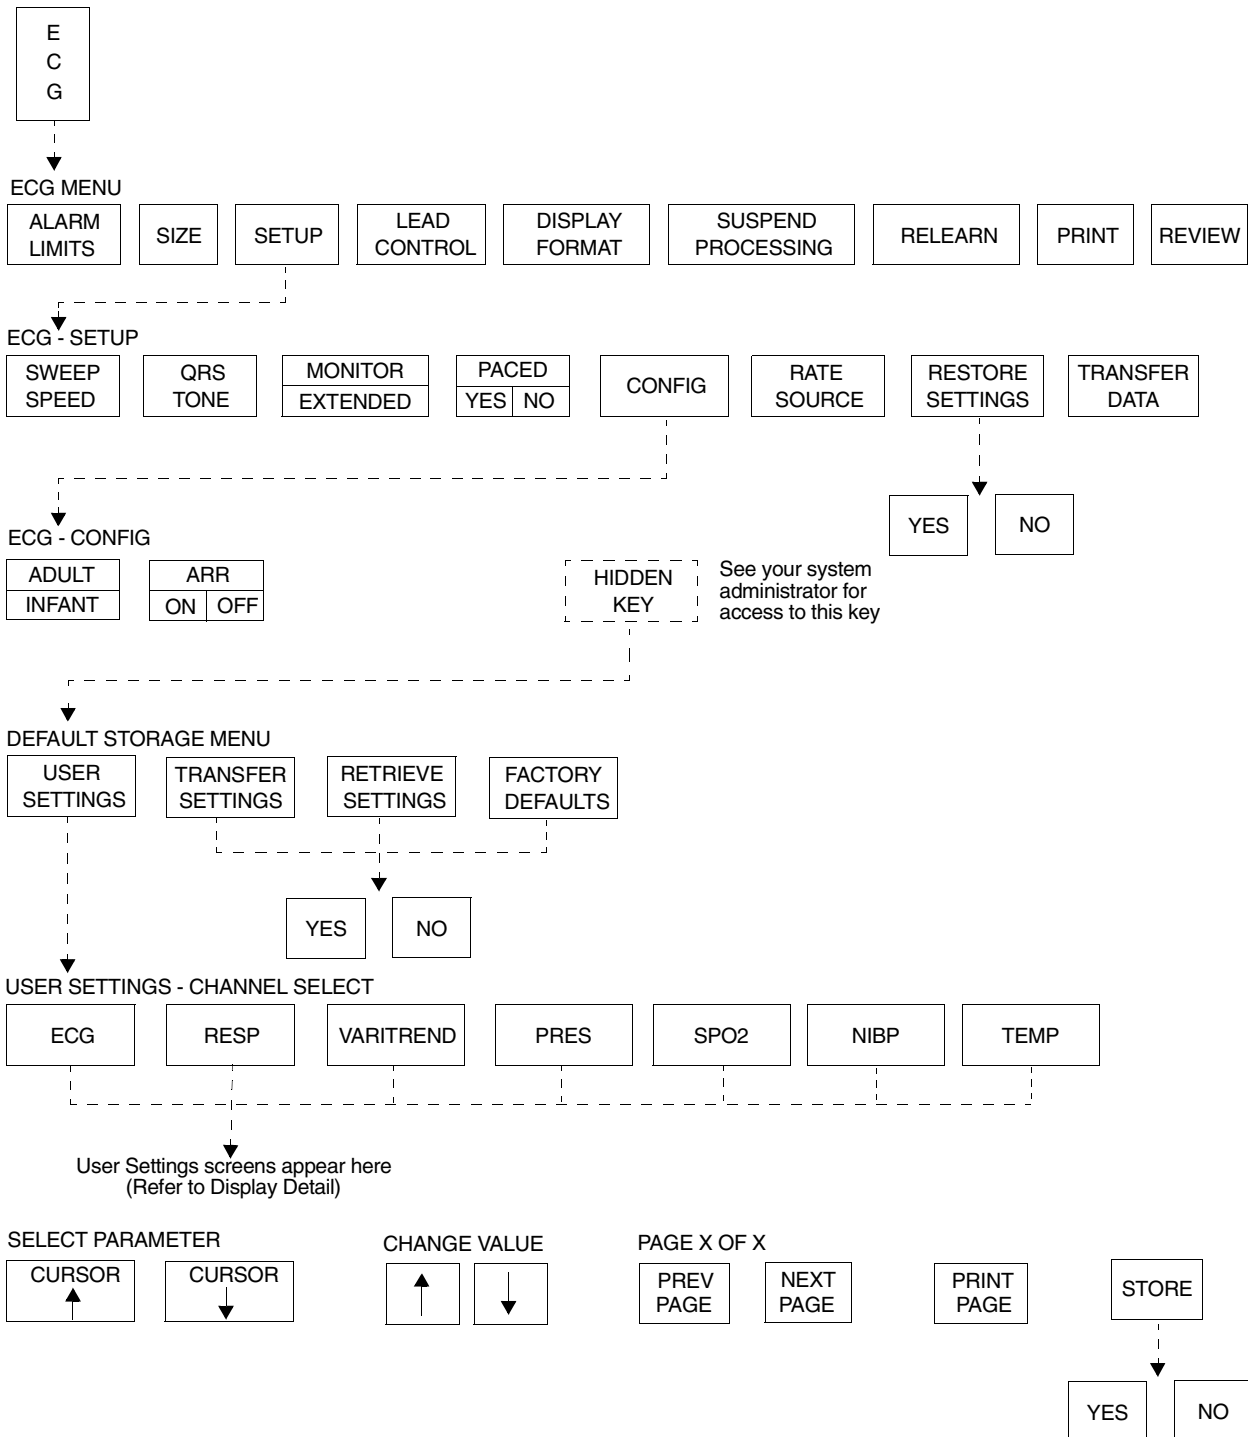 E
C
G
ECG MENU
ALARM
LIMITS
SIZE
SETUP
LEAD
CONTROL
DISPLAY
FORMAT
SUSPEND
PROCESSING
RELEARN
PRINT
REVIEW
ECG - SETUP
SWEEP
SPEED
QRS
TONE
MONITOR
EXTENDED
PACED
YES NO
CONFIG
RATE
SOURCE
RESTORE
SETTINGS
TRANSFER
DATA
YES
NO
ECG - CONFIG
ADULT
INFANT
ARR
ON OFF
HIDDEN
KEY
See your system
administrator for
access to this key
DEFAULT STORAGE MENU
USER
SETTINGS
TRANSFER
SETTINGS
RETRIEVE
SETTINGS
FACTORY
DEFAULTS
YES
NO
USER SETTINGS - CHANNEL SELECT
ECG
RESP
VARITREND
PRES
SPO2
NIBP
TEMP
User Settings screens appear here
(Refer to Display Detail)
SELECT PARAMETER
CURSOR
CURSOR
CHANGE VALUE
PAGE X OF X
PREV
PAGE
NEXT
PAGE
PRINT
PAGE
STORE
YES
NO